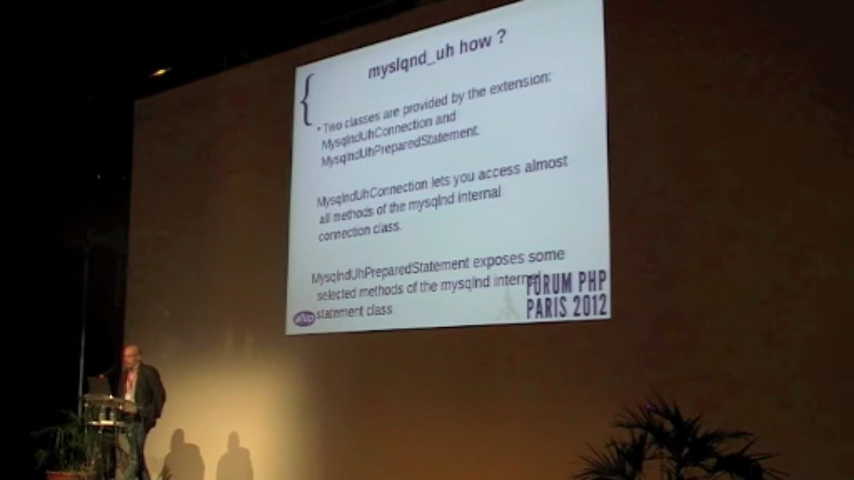 myslqnd_uh how ?
• Two classes are provided by the extension:
MysqlndUhConnection and
MysqlndUhPreparedStatement.
MysqlndUhConnection lets you access almost
all methods of the mysqlnd internal
connection class.
MysqlndUhPreparedStatement exposes some
selected methods of the mysqlnd internal
statement class
FORUM PHP
PARIS 2012
afup